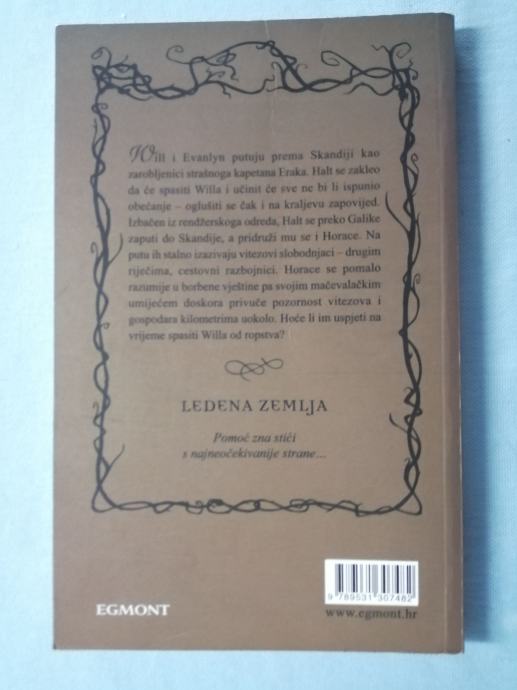 Will i Evanlyn putuju prema Skandiji kao
zarobljenici strašnoga kapetana Eraka. Halt se zakleo
da će spasiti Willa i učinit će sve ne bi li ispunio
obećanje – oglušiti se čak i na kraljevu zapovijed.
Izbačen iz rendžerskoga odreda, Halt se preko Galike
zaputi do Skandije, a pridruži mu se i Horace. Na
putu ih stalno izazivaju vitezovi slobodnjaci – drugim
riječima, cestovni razbojnici. Horace se pomalo
razumije u borbene vještine pa svojim mačevalačkim
umijećem doskora privuče pozornost vitezova i
gospodara kilometrima uokolo. Hoće li im uspjeti na
vrijeme spasiti Willa od ropstva?
LEDENA ZEMLJA
Pomoć zna stići
s najneočekivanije strane...
EGMONT
9 789531 307482
www.egmont.hr